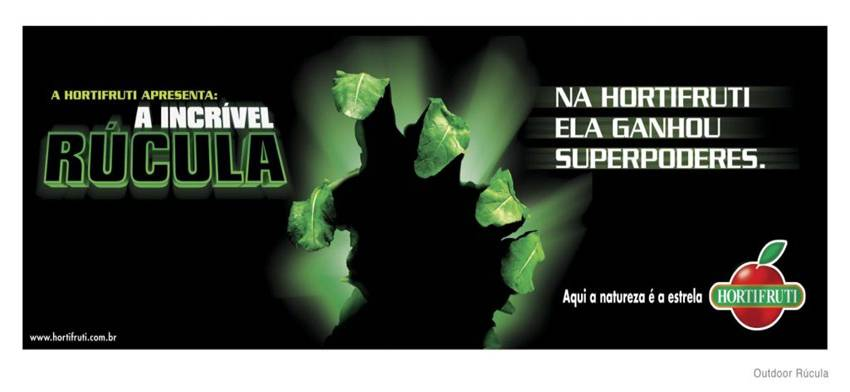 A HORTIFRUTI APRESENTA:
A INCRÍVEL
RÚCULA
NA HORTIFRUTI
ELA GANHOU
SUPERPODERES.
Aqui a natureza é a estrela
HORTIFRUTI
www.hortifruti.com.br
Outdoor Rúcula